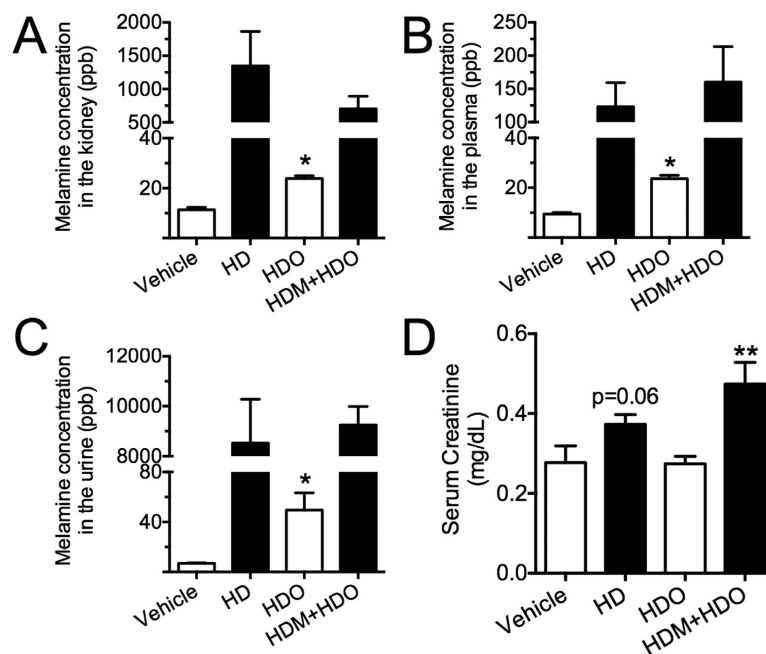 A
Melamine concentration
in the kidney (ppb)
2000
1500
1000
500
40
20
*
Vehicle
HD
HDO
HDM+HDO
B
Melamine concentration
in the plasma (ppb)
250
200
150
100
50
40
20
*
Vehicle
HD
HDO
HDM+HDO
C
Melamine concentration
in the urine (ppb)
12000
10000
8000
80
40
*
Vehicle
HD
HDO
HDM+HDO
D
Serum Creatinine
(mg/dL)
0.6
0.4
0.2
0.0
p=0.06
**
Vehicle
HD
HDO
HDM+HDO